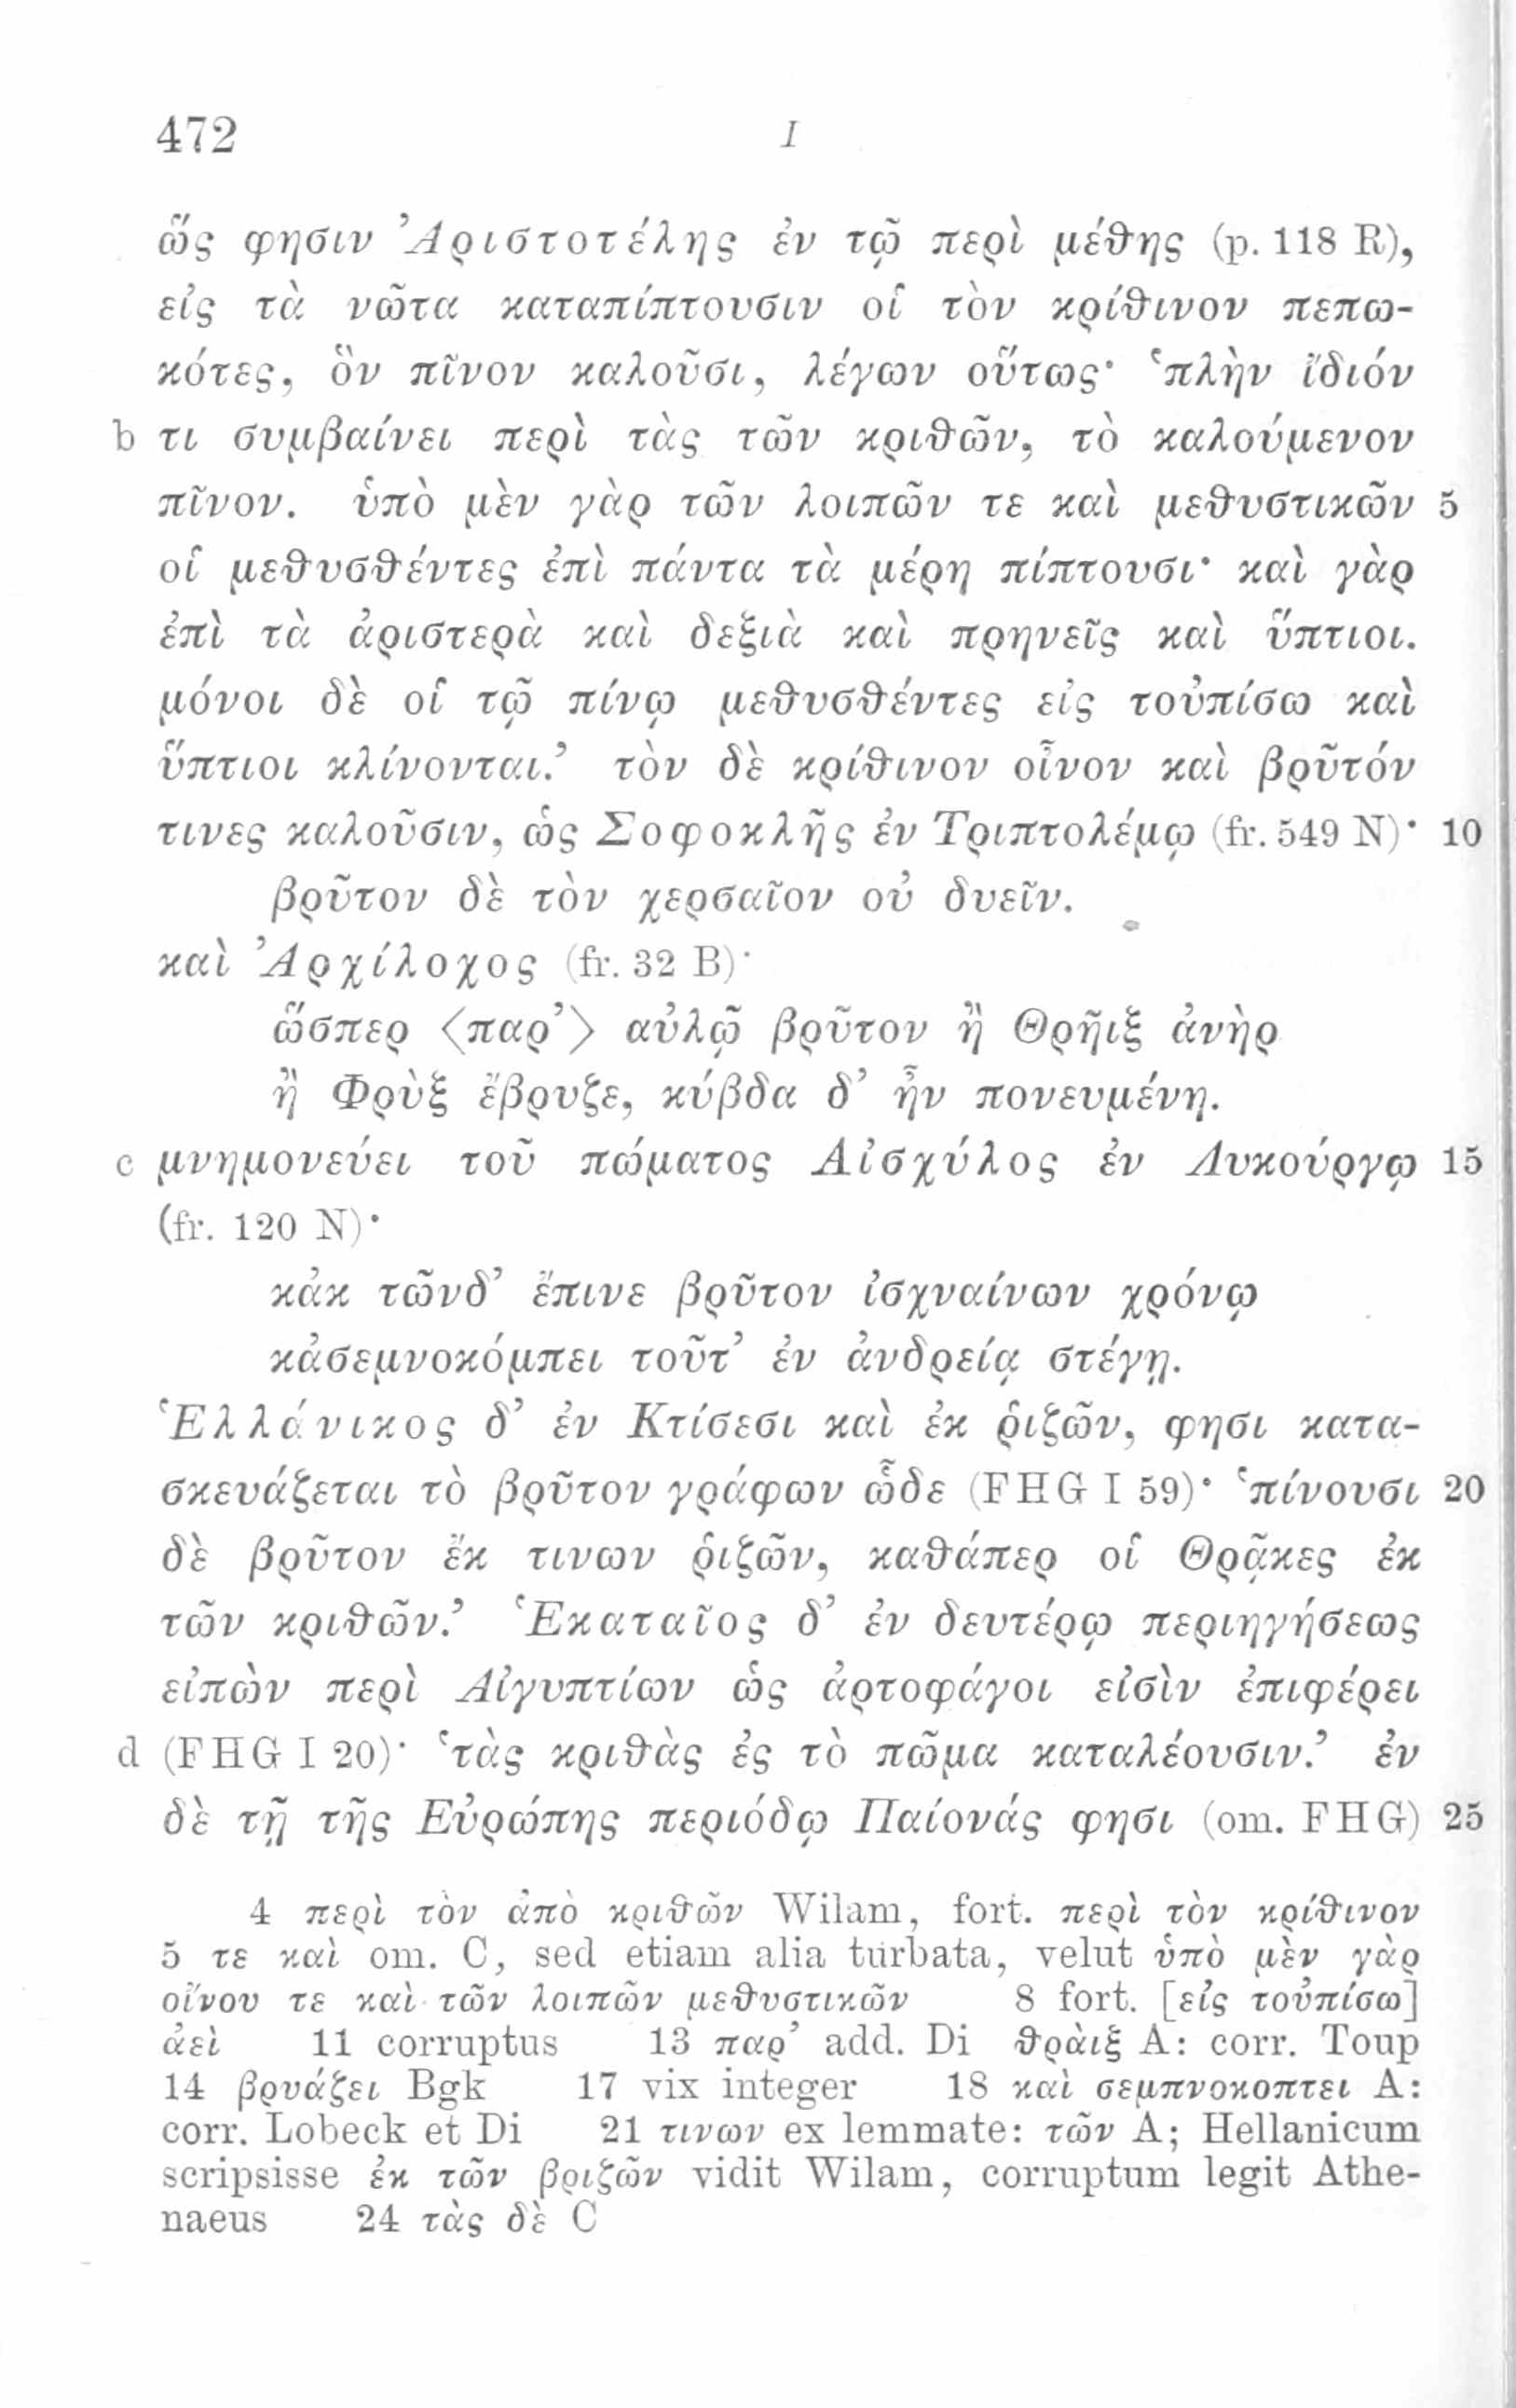 472 I
ὥς φησιν Ἀριστοτέλης ἐν τῷ περὶ μέθης (p. 118 R),
εἰς τὰ νῶτα καταπίπτουσιν οἱ τὸν κρίθινον πεπω-
κότες, ὃν πῖνον καλοῦσι, λέγων οὕτως· ‘πλὴν ἴδιόν
b τι συμβαίνει περὶ τὰς τῶν κριθῶν, τὸ καλούμενον
πῖνον. ὑπὸ μὲν γὰρ τῶν λοιπῶν τε καὶ μεθυστικῶν 5
οἱ μεθυσθέντες ἐπὶ πάντα τὰ μέρη πίπτουσι· καὶ γὰρ
ἐπὶ τὰ ἀριστερὰ καὶ δεξιὰ καὶ πρηνεῖς καὶ ὕπτιοι.
μόνοι δὲ οἱ τῷ πίνῳ μεθυσθέντες εἰς τοὐπίσω καὶ
ὕπτιοι κλίνονται.’ τὸν δὲ κρίθινον οἶνον καὶ βρῦτόν
τινες καλοῦσιν, ὡς Σοφοκλῆς ἐν Τριπτολέμῳ (fr. 549 N)· 10
βρῦτον δὲ τὸν χερσαῖον οὐ δυεῖν.
καὶ Ἀρχίλοχος (fr. 32 B)·
ὥσπερ <παρ’> αὐλῷ βρῦτον ἢ Θρῆιξ ἀνὴρ
ἢ Φρὺξ ἔβρυζε, κύβδα δ’ ἦν πονευμένη.
c μνημονεύει τοῦ πώματος Αἰσχύλος ἐν Λυκούργῳ 15
(fr. 120 N)·
κἀκ τῶνδ’ ἔπινε βρῦτον ἰσχναίνων χρόνῳ
κἀσεμνοκόμπει τοῦτ’ ἐν ἀνδρείᾳ στέγῃ.
Ἑλλάνικος δ’ ἐν Κτίσεσι καὶ ἐκ ῥιζῶν, φησι κατα-
σκευάζεται τὸ βρῦτον γράφων ὧδε (FHG I 59)· ‘πίνουσι 20
δὲ βρῦτον ἔκ τινων ῥιζῶν, καθάπερ οἱ Θρᾷκες ἐκ
τῶν κριθῶν.’ Ἑκαταῖος δ’ ἐν δευτέρῳ περιηγήσεως
εἰπὼν περὶ Αἰγυπτίων ὡς ἀρτοφάγοι εἰσὶν ἐπιφέρει
d (FHG I 20)· ‘τὰς κριθὰς ἐς τὸ πῶμα καταλέουσιν.’ ἐν
δὲ τῇ τῆς Εὐρώπης περιόδῳ Παίονάς φησι (om. FHG) 25
4 περὶ τὸν ἀπὸ κριθῶν Wilam, fort. περὶ τὸν κρίθινον
5 τε καὶ om. C, sed etiam alia turbata, velut ὑπὸ μὲν γὰρ
οἴνου τε καὶ τῶν λοιπῶν μεθυστικῶν 8 fort. [εἰς τοὐπίσω]
ἀεὶ 11 corruptus 13 παρ’ add. Di θρὰιξ A: corr. Toup
14 βρυάζει Bgk 17 vix integer 18 καὶ σεμπνοκοπτει A:
corr. Lobeck et Di 21 τινων ex lemmate: τῶν A; Hellanicum
scripsisse ἐκ τῶν βριζῶν vidit Wilam, corruptum legit Athe-
naeus 24 τὰς δὲ C